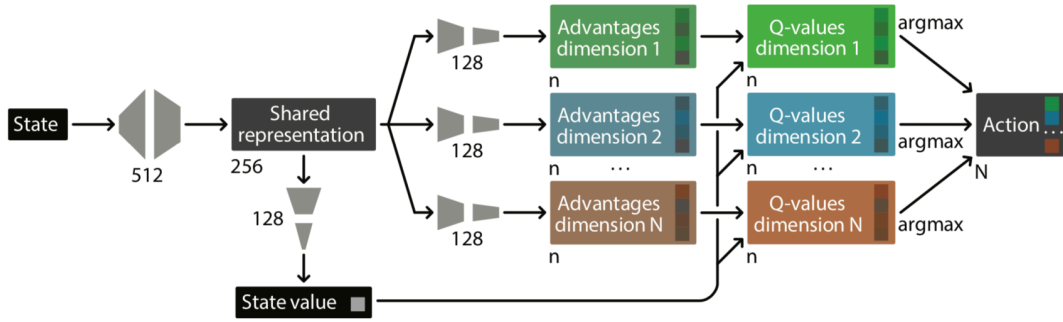 State
512
Shared
representation
256
128
State value
128
128
128
Advantages
dimension 1
n
Advantages
dimension 2
n
...
Advantages
dimension N
n
Q-values
dimension 1
n
Q-values
dimension 2
n
...
Q-values
dimension N
n
argmax
argmax
argmax
Action
...
N